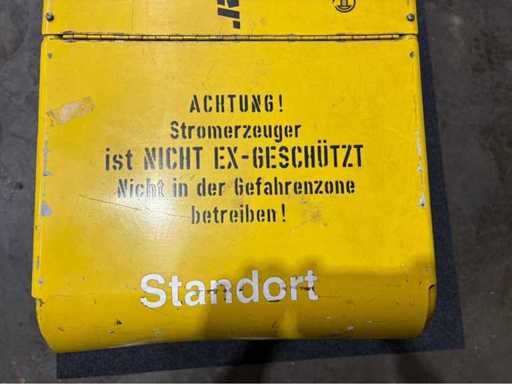 ACHTUNG!
Stromerzeuger
ist NICHT EX-GESCHÜTZT
Nicht in der Gefahrenzone
betreiben!
Standort